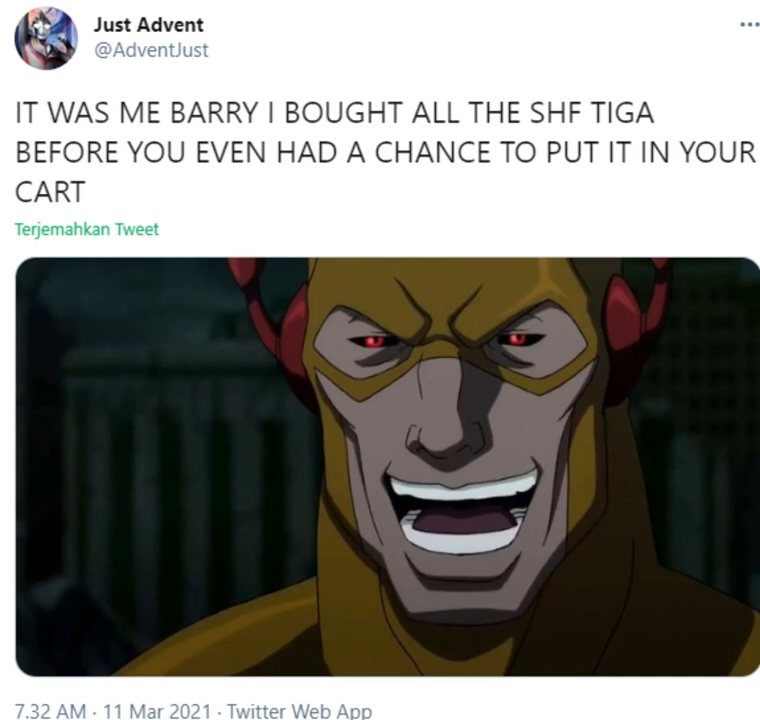 Just Advent
@AdventJust
IT WAS ME BARRY I BOUGHT ALL THE SHF TIGA
BEFORE YOU EVEN HAD A CHANCE TO PUT IT IN YOUR
CART
Terjemahkan Tweet
7.32 AM · 11 Mar 2021 · Twitter Web App